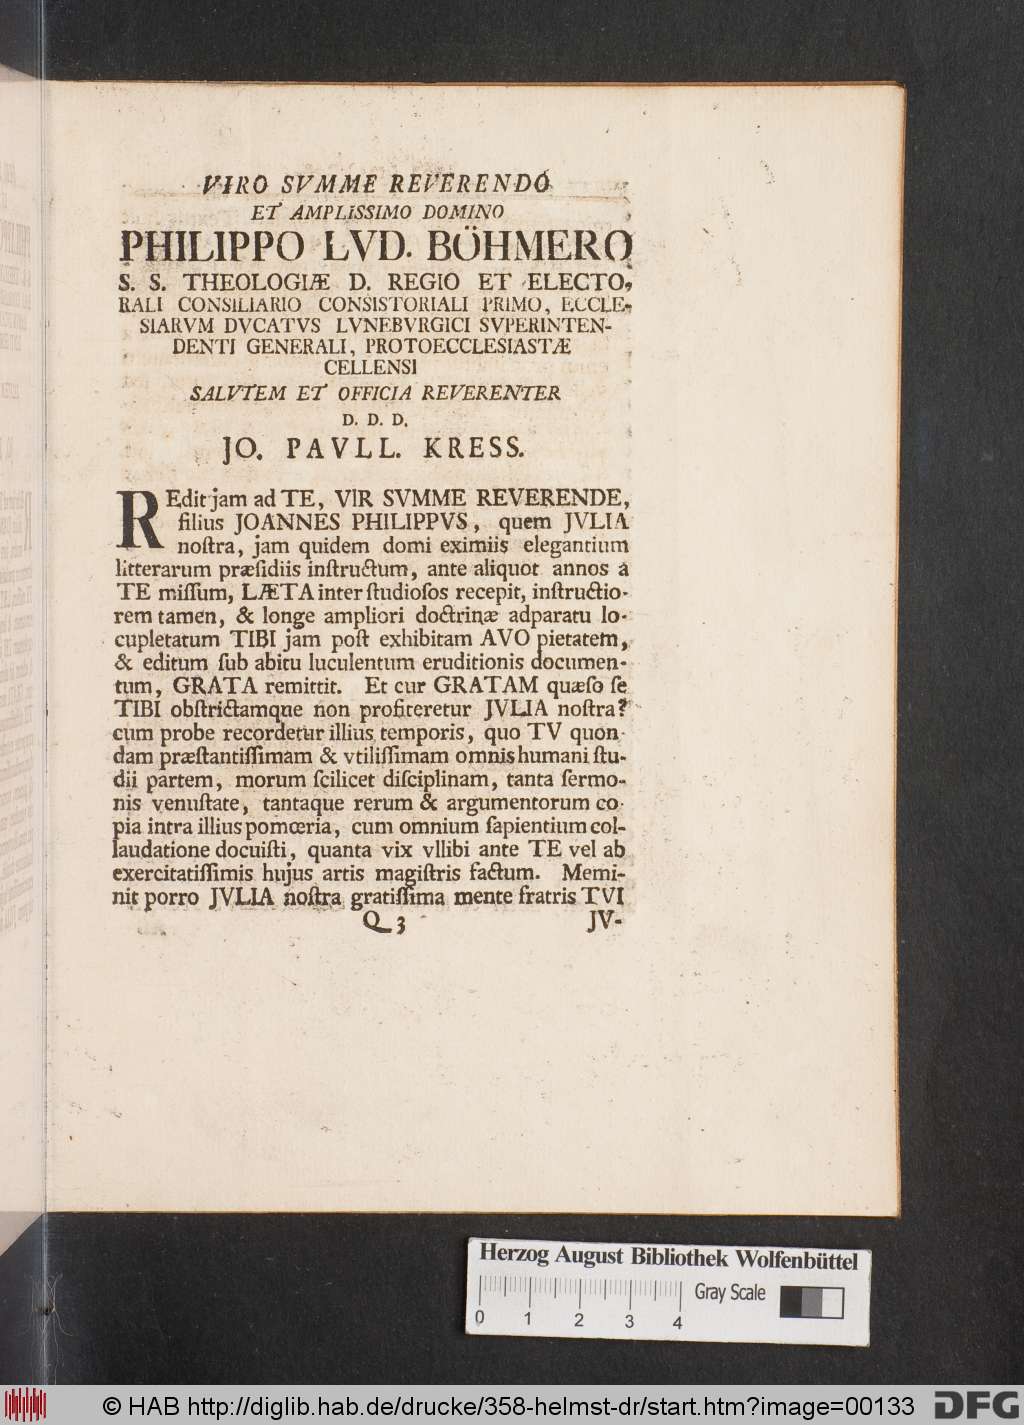 VIRO SVMME REVERENDO
ET AMPLISSIMO DOMINO
PHILIPPO LVD. BÖHMERO
S. S. THEOLOGIÆ D. REGIO ET ELECTO,
RALI CONSILIARIO CONSISTORIALI PRIMO, ECCLE-
SIARVM DVCATVS LVNEBVRGICI SVPERINTEN-
DENTI GENERALI, PROTOECCLESIASTÆ
CELLENSI
SALVTEM ET OFFICIA REVERENTER
D. D. D.
JO. PAVLL. KRESS.
REdit jam ad TE, VIR SVMME REVERENDE,
filius JOANNES PHILIPPVS, quem JVLIA
noſtra, jam quidem domi eximiis elegantium
litterarum præſidiis inſtructum, ante aliquot annos a
TE miſſum, LÆTA inter ſtudioſos recepit, inſtructio-
rem tamen, & longe ampliori doctrinæ adparatu lo-
cupletatum TIBI jam poſt exhibitam AVO pietatem,
& editum ſub abitu luculentum eruditionis documen-
tum, GRATA remittit. Et cur GRATAM quæſo ſe
TIBI obſtrictamqne non profiteretur JVLIA noſtra?
cum probe recordetur illius temporis, quo TV quon-
dam præſtantiſſimam & vtiliſſimam omnis humani ſtu-
dii partem, morum ſcilicet diſciplinam, tanta ſermo-
nis venuſtate, tantaque rerum & argumentorum co-
pia intra illius pomœria, cum omnium ſapientium col-
laudatione docuiſti, quanta vix vllibi ante TE vel ab
exercitatiſſimis hujus artis magiſtris factum. Memi-
nit porro JVLIA noſtra gratiſſima mente fratris TVI
Q 3 JV-
Herzog August Bibliothek Wolfenbüttel
Gray Scale
0 1 2 3 4
© HAB http://diglib.hab.de/drucke/358-helmst-dr/start.htm?image=00133
DFG